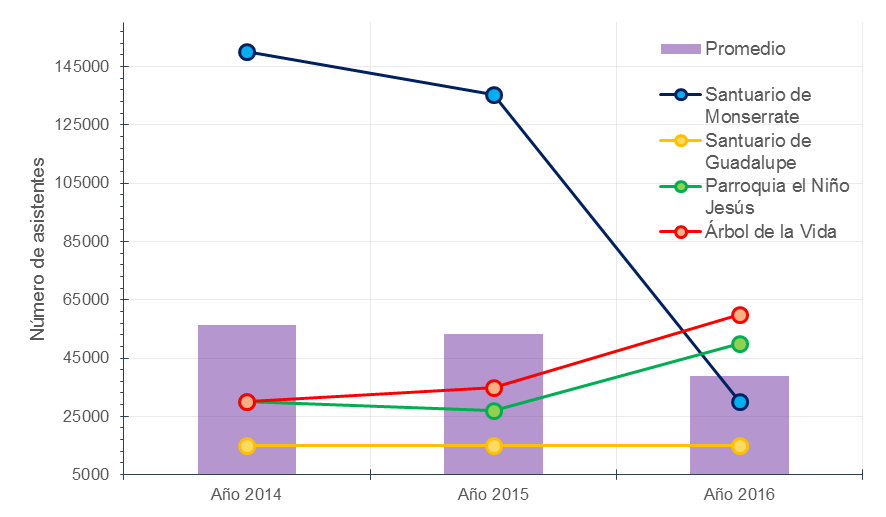 Número de asistentes
145000
125000
105000
85000
65000
45000
25000
5000
Año 2014
Año 2015
Año 2016
Promedio
Santuario de
Monserrate
Santuario de
Guadalupe
Parroquia el Niño
Jesús
Árbol de la Vida